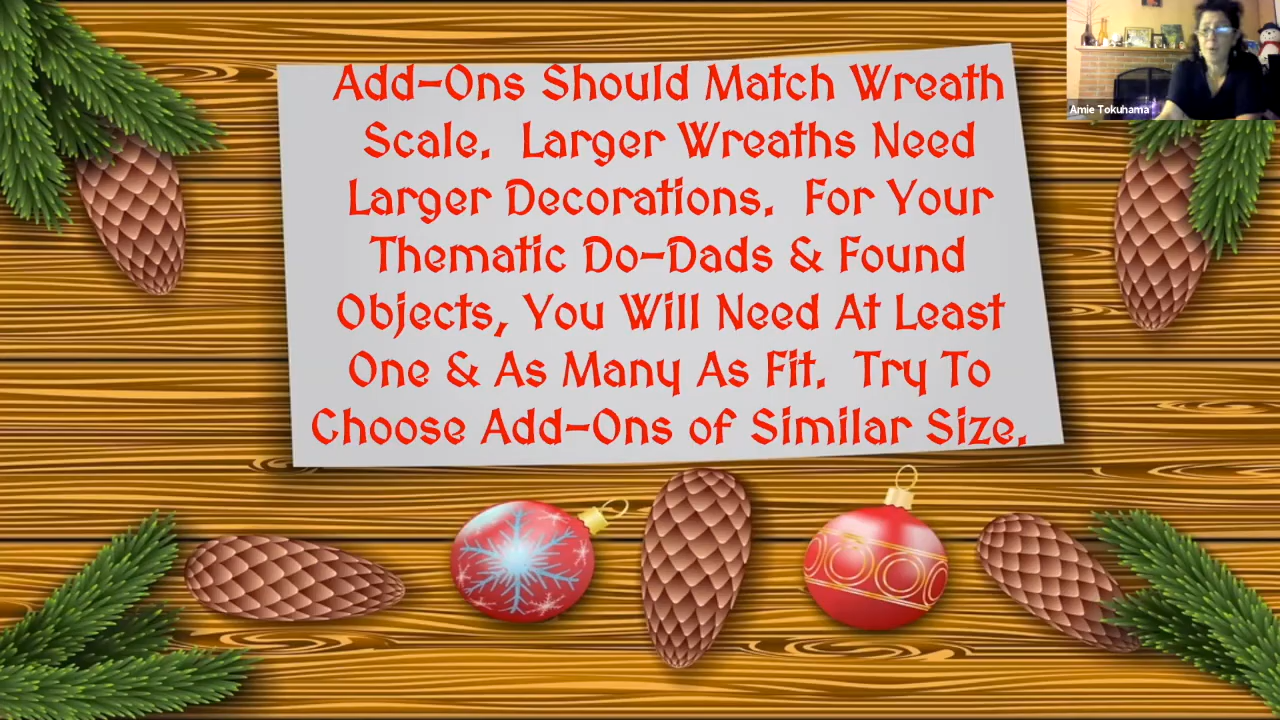 Add-Ons Should Match Wreath
Scale.  Larger Wreaths Need
Larger Decorations.  For Your
Thematic Do-Dads & Found
Objects, You Will Need At Least
One & As Many As Fit.  Try To
Choose Add-Ons of Similar Size.
Amie Tokuhama